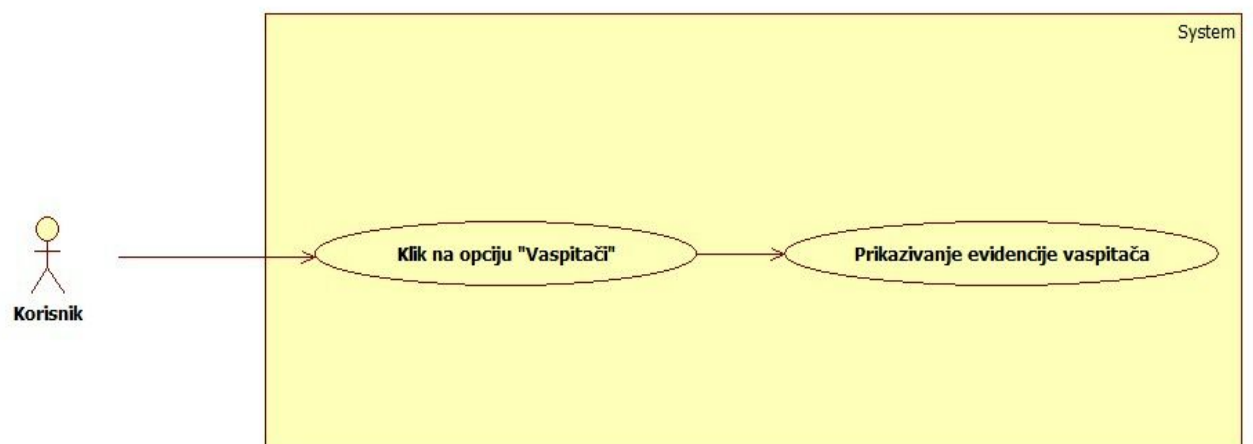 System
Klik na opciju "Vaspitači"
Prikazivanje evidencije vaspitača
Korisnik